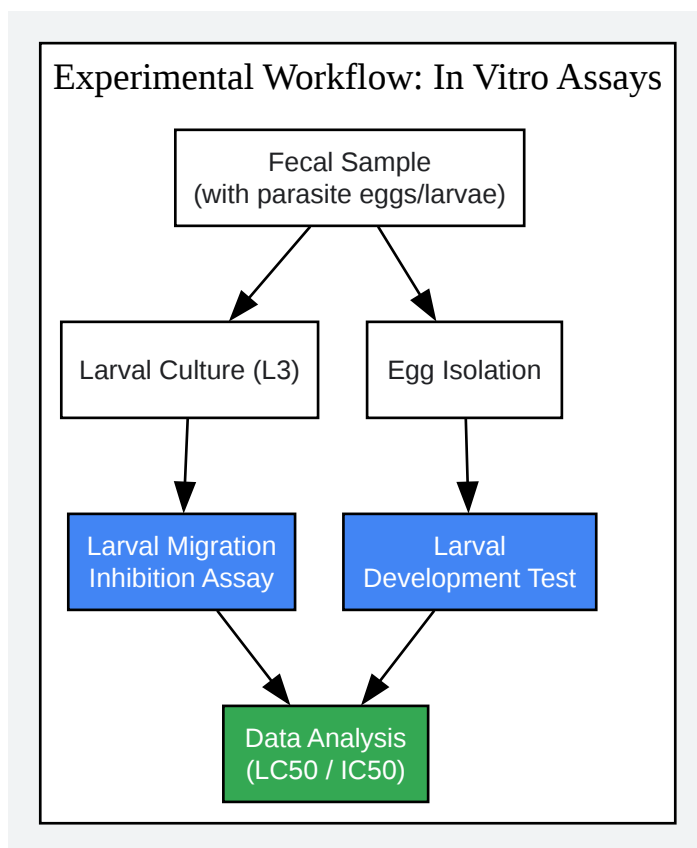 Experimental Workflow: In Vitro Assays
Fecal Sample
(with parasite eggs/larvae)
Larval Culture (L3)
Egg Isolation
Larval Migration
Inhibition Assay
Larval
Development Test
Data Analysis
(LC50 / IC50)